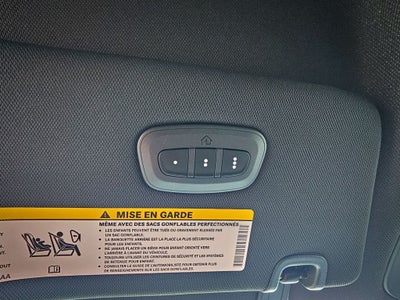 MISE EN GARDE
MÊME AVEC DES SACS GONFLABLES PERFECTIONNÉS
• LES ENFANTS PEUVENT ÊTRE TUÉS OU GRAVEMENT BLESSÉS PAR
UN SAC GONFLABLE.
• LA BANQUETTE ARRIÈRE EST LA PLACE LA PLUS SÉCURITAIRE
POUR LES ENFANTS.
• NE JAMAIS PLACER UN SIÈGE POUR ENFANT ORIENTÉ VERS
L'ARRIÈRE À L'AVANT DU VÉHICULE.
• TOUJOURS UTILISER LES CEINTURES DE SÉCURITÉ ET SYSTÈMES
DE RETENUE POUR ENFANT.
• CONSULTER LE GUIDE DE L'AUTOMOBILISTE POUR OBTENIR PLUS
DE RENSEIGNEMENTS SUR LES SACS GONFLABLES.
OUT
AA